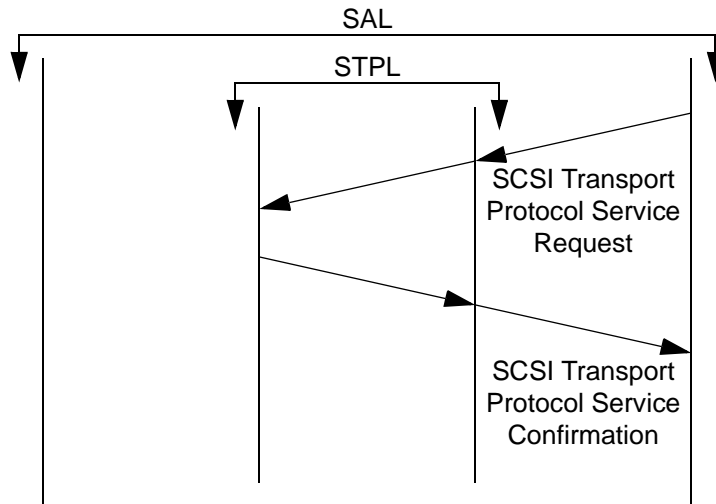 SAL
STPL
SCSI Transport
Protocol Service
Request
SCSI Transport
Protocol Service
Confirmation